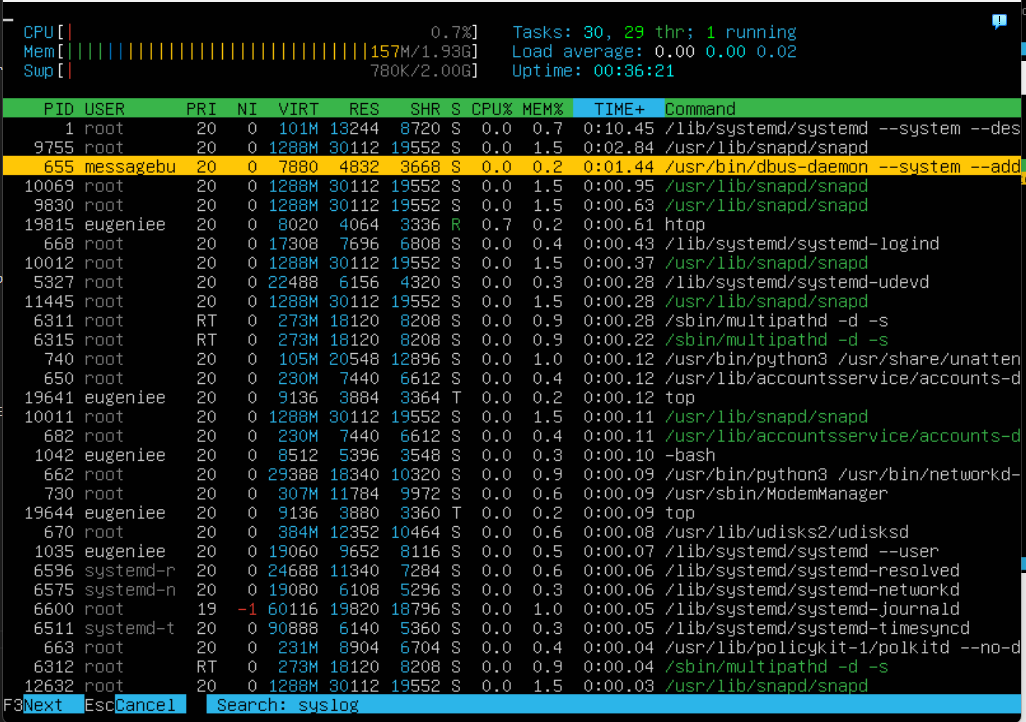 CPU[| 0.7%] Tasks: 30, 29 thr; 1 running
Mem[||||||||||||||||||||||||||||||157M/1.93G] Load average: 0.00 0.00 0.02
Swp[| 780K/2.00G] Uptime: 00:36:21
PID USER PRI NI VIRT RES SHR S CPU% MEM% TIME+ Command
1 root 20 0 101M 13244 8720 S 0.0 0.7 0:10.45 /lib/systemd/systemd --system --des
9755 root 20 0 1288M 30112 19552 S 0.0 1.5 0:02.84 /usr/lib/snapd/snapd
655 messagebu 20 0 7880 4832 3668 S 0.0 0.2 0:01.44 /usr/bin/dbus-daemon --system --add
10069 root 20 0 1288M 30112 19552 S 0.0 1.5 0:00.95 /usr/lib/snapd/snapd
9830 root 20 0 1288M 30112 19552 S 0.0 1.5 0:00.63 /usr/lib/snapd/snapd
19815 eugeniee 20 0 8020 4064 3336 R 0.7 0.2 0:00.61 htop
668 root 20 0 17308 7696 6808 S 0.0 0.4 0:00.43 /lib/systemd/systemd-logind
10012 root 20 0 1288M 30112 19552 S 0.0 1.5 0:00.37 /usr/lib/snapd/snapd
5327 root 20 0 22488 6156 4320 S 0.0 0.3 0:00.28 /lib/systemd/systemd-udevd
11445 root 20 0 1288M 30112 19552 S 0.0 1.5 0:00.28 /usr/lib/snapd/snapd
6311 root RT 0 273M 18120 8208 S 0.0 0.9 0:00.28 /sbin/multipathd -d -s
6315 root RT 0 273M 18120 8208 S 0.0 0.9 0:00.22 /sbin/multipathd -d -s
740 root 20 0 105M 20548 12896 S 0.0 1.0 0:00.12 /usr/bin/python3 /usr/share/unatten
650 root 20 0 230M 7440 6612 S 0.0 0.4 0:00.12 /usr/lib/accountsservice/accounts-d
19641 eugeniee 20 0 9136 3884 3364 T 0.0 0.2 0:00.12 top
10011 root 20 0 1288M 30112 19552 S 0.0 1.5 0:00.11 /usr/lib/snapd/snapd
682 root 20 0 230M 7440 6612 S 0.0 0.4 0:00.11 /usr/lib/accountsservice/accounts-d
1042 eugeniee 20 0 8512 5396 3548 S 0.0 0.3 0:00.10 -bash
662 root 20 0 29388 18340 10320 S 0.0 0.9 0:00.09 /usr/bin/python3 /usr/bin/networkd-
730 root 20 0 307M 11784 9972 S 0.0 0.6 0:00.09 /usr/sbin/ModemManager
19644 eugeniee 20 0 9136 3880 3360 T 0.0 0.2 0:00.09 top
670 root 20 0 384M 12352 10464 S 0.0 0.6 0:00.08 /usr/lib/udisks2/udisksd
1035 eugeniee 20 0 19060 9652 8116 S 0.0 0.5 0:00.07 /lib/systemd/systemd --user
6596 systemd-r 20 0 24688 11340 7284 S 0.0 0.6 0:00.06 /lib/systemd/systemd-resolved
6575 systemd-n 20 0 19080 6108 5296 S 0.0 0.3 0:00.06 /lib/systemd/systemd-networkd
6600 root 19 -1 60116 19820 18796 S 0.0 1.0 0:00.05 /lib/systemd/systemd-journald
6511 systemd-t 20 0 90888 6140 5360 S 0.0 0.3 0:00.05 /lib/systemd/systemd-timesyncd
663 root 20 0 231M 8904 6704 S 0.0 0.4 0:00.04 /usr/lib/policykit-1/polkitd --no-d
6312 root RT 0 273M 18120 8208 S 0.0 0.9 0:00.04 /sbin/multipathd -d -s
12632 root 20 0 1288M 30112 19552 S 0.0 1.5 0:00.03 /usr/lib/snapd/snapd
F3Next EscCancel Search: syslog